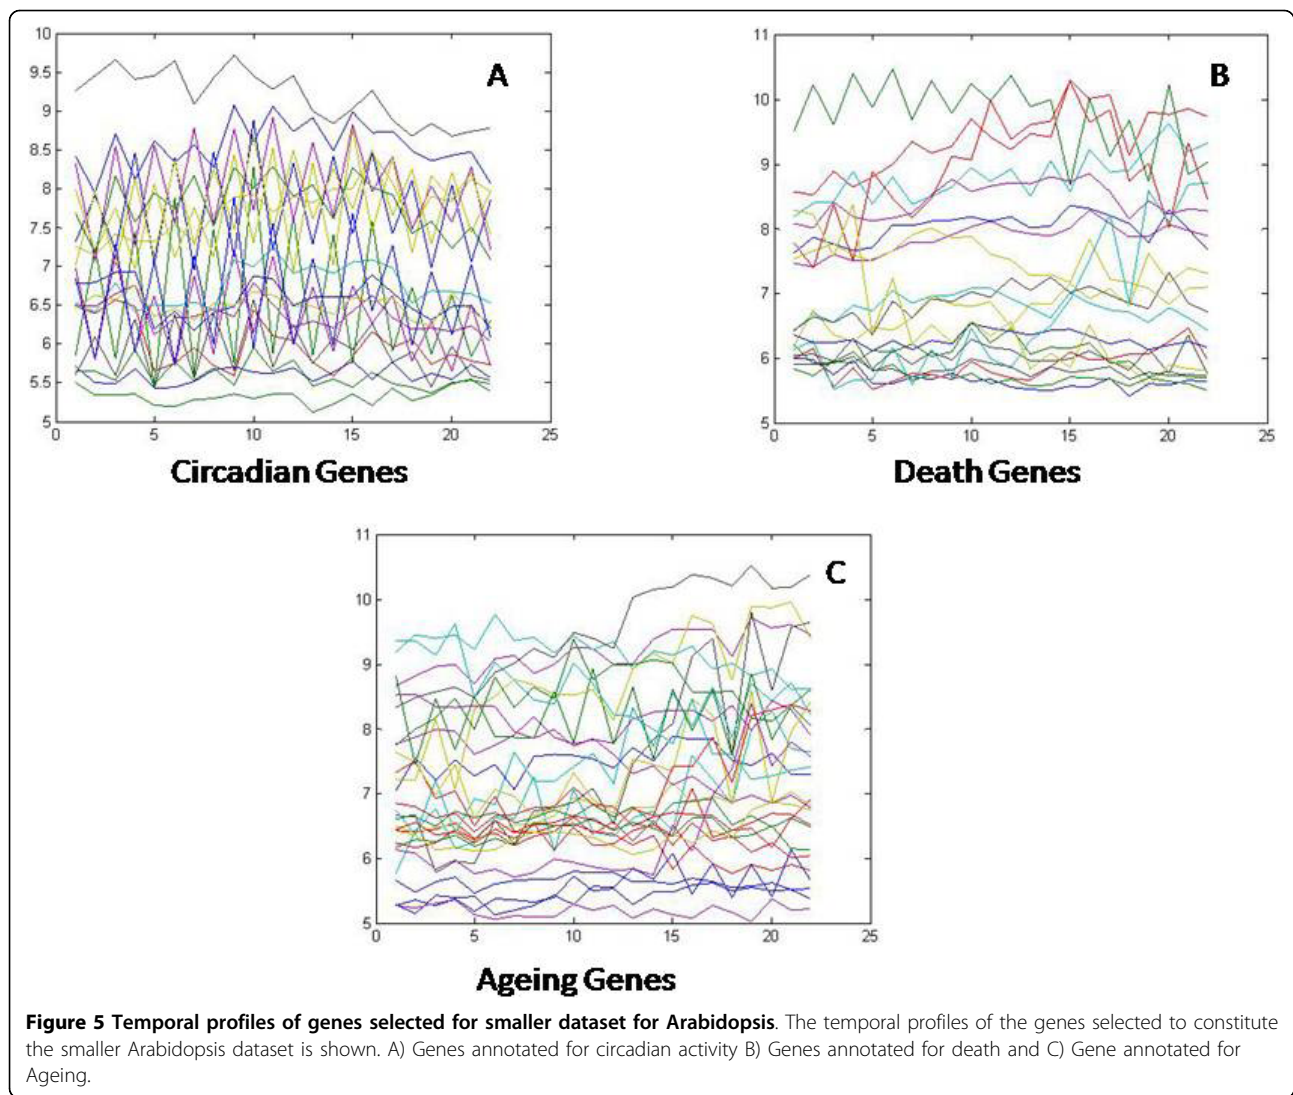 10
9.5
9
8.5
8
7.5
7
6.5
6
5.5
5
0 5 10 15 20 25
A
Circadian Genes
11
10
9
8
7
6
5
0 5 10 15 20 25
B
Death Genes
11
10
9
8
7
6
5
0 5 10 15 20 25
C
Ageing Genes
Figure 5 Temporal profiles of genes selected for smaller dataset for Arabidopsis. The temporal profiles of the genes selected to constitute
the smaller Arabidopsis dataset is shown. A) Genes annotated for circadian activity B) Genes annotated for death and C) Gene annotated for
Ageing.